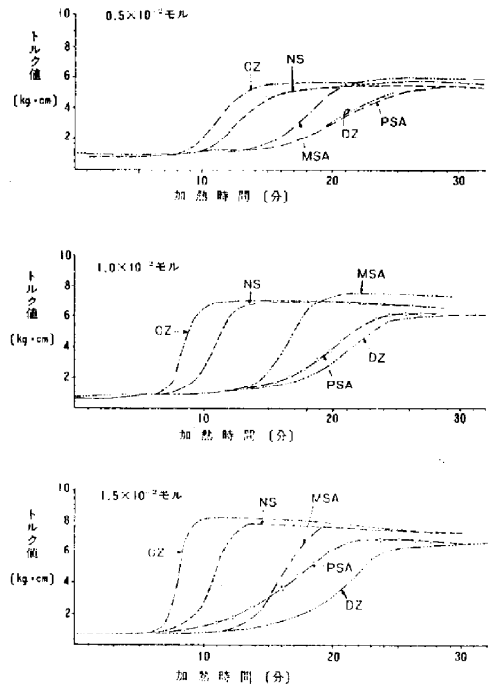 0.5×10⁻²モル
トルク値
(kg·cm)
10
8
6
4
2
CZ
NS
MSA
DZ
PSA
10
20
30
加熱時間(分)
1.0×10⁻²モル
トルク値
(kg·cm)
10
8
6
4
2
CZ
NS
MSA
PSA
DZ
10
20
30
加熱時間(分)
1.5×10⁻²モル
トルク値
(kg·cm)
10
8
6
4
2
CZ
NS
MSA
PSA
DZ
10
20
30
加熱時間(分)